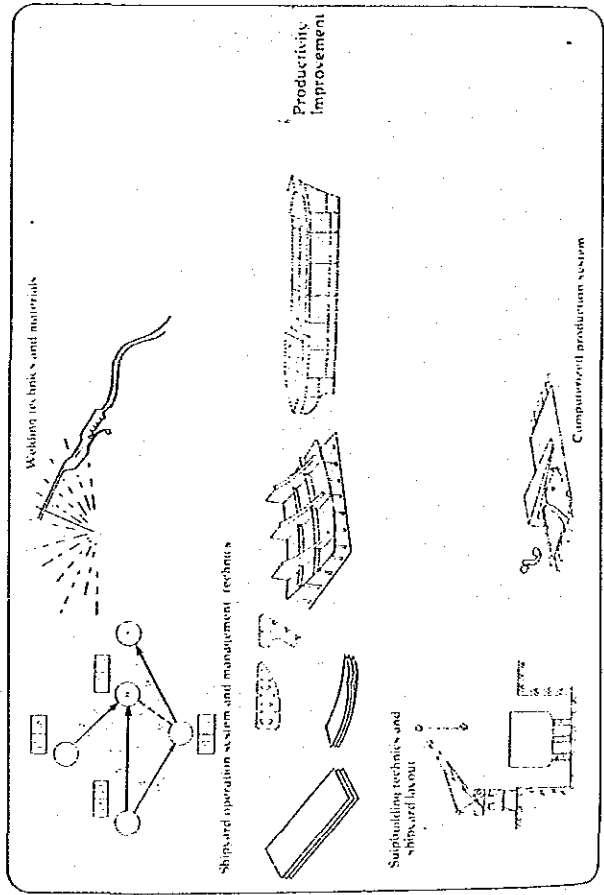 Welding technics and materials
Shipyard operation system and management technics
Productivity
Improvement
Shipbuilding technics and
shipyard layout
Computerized production system